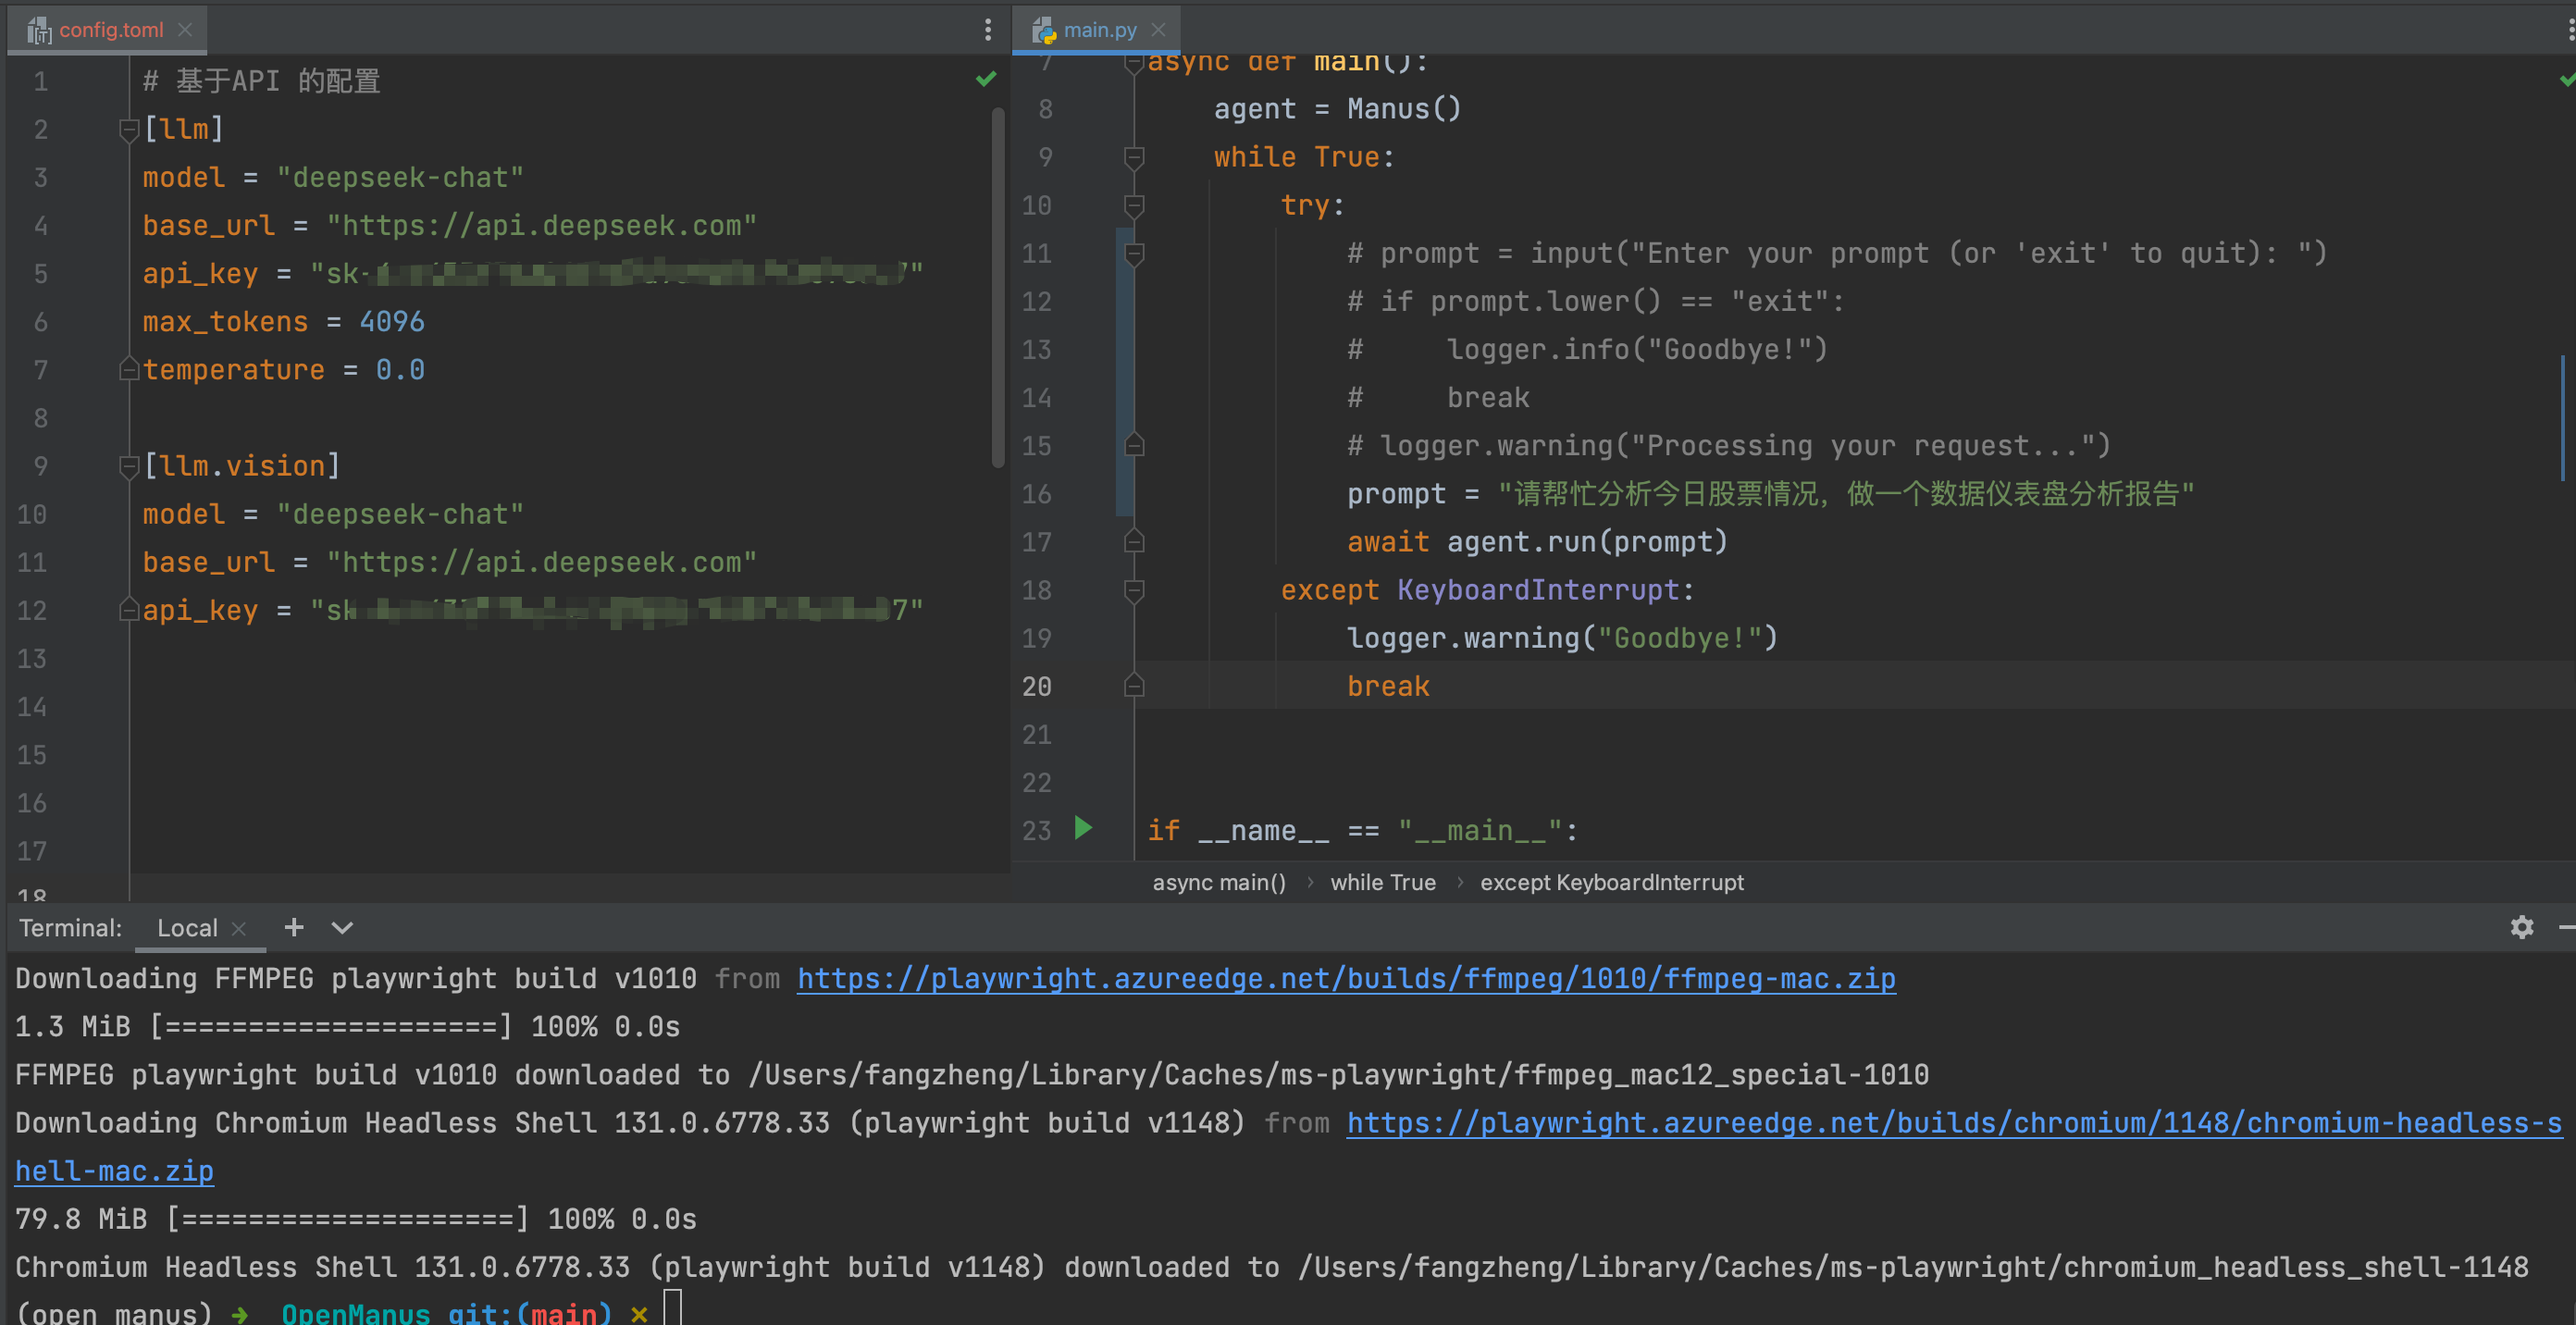 config.toml
1 # 基于API 的配置
2 [llm]
3 model = "deepseek-chat"
4 base_url = "https://api.deepseek.com"
5 api_key = "sk-
6 max_tokens = 4096
7 temperature = 0.0
8
9 [llm.vision]
10 model = "deepseek-chat"
11 base_url = "https://api.deepseek.com"
12 api_key = "sk 7"
13
14
15
16
17
18
main.py
7 async def main():
8 agent = Manus()
9 while True:
10 try:
11 # prompt = input("Enter your prompt (or 'exit' to quit): ")
12 # if prompt.lower() == "exit":
13 #     logger.info("Goodbye!")
14 #     break
15 # logger.warning("Processing your request...")
16 prompt = "请帮忙分析今日股票情况，做一个数据仪表盘分析报告"
17 await agent.run(prompt)
18 except KeyboardInterrupt:
19 logger.warning("Goodbye!")
20 break
21
22
23 if __name__ == "__main__":
async main() › while True › except KeyboardInterrupt
Terminal: Local
Downloading FFMPEG playwright build v1010 from https://playwright.azureedge.net/builds/ffmpeg/1010/ffmpeg-mac.zip
1.3 MiB [====================] 100% 0.0s
FFMPEG playwright build v1010 downloaded to /Users/fangzheng/Library/Caches/ms-playwright/ffmpeg_mac12_special-1010
Downloading Chromium Headless Shell 131.0.6778.33 (playwright build v1148) from https://playwright.azureedge.net/builds/chromium/1148/chromium-headless-s
hell-mac.zip
79.8 MiB [====================] 100% 0.0s
Chromium Headless Shell 131.0.6778.33 (playwright build v1148) downloaded to /Users/fangzheng/Library/Caches/ms-playwright/chromium_headless_shell-1148
(open_manus) ➜ OpenManus git:(main) ✗